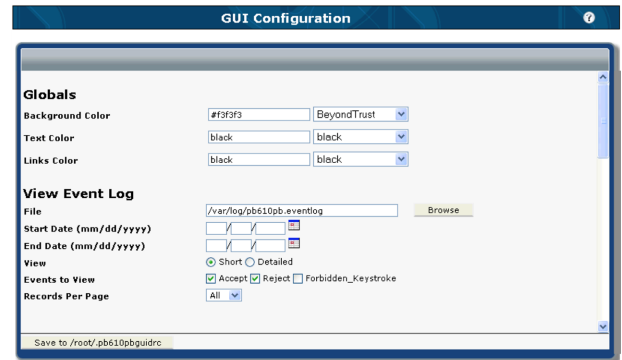 GUI Configuration ?
Globals
Background Color #f3f3f3 BeyondTrust
Text Color black black
Links Color black black
View Event Log
File /var/log/pb610pb.eventlog Browse
Start Date (mm/dd/yyyy) / /
End Date (mm/dd/yyyy) / /
View Short Detailed
Events to View Accept Reject Forbidden_Keystroke
Records Per Page All
Save to /root/.pb610pbguidrc